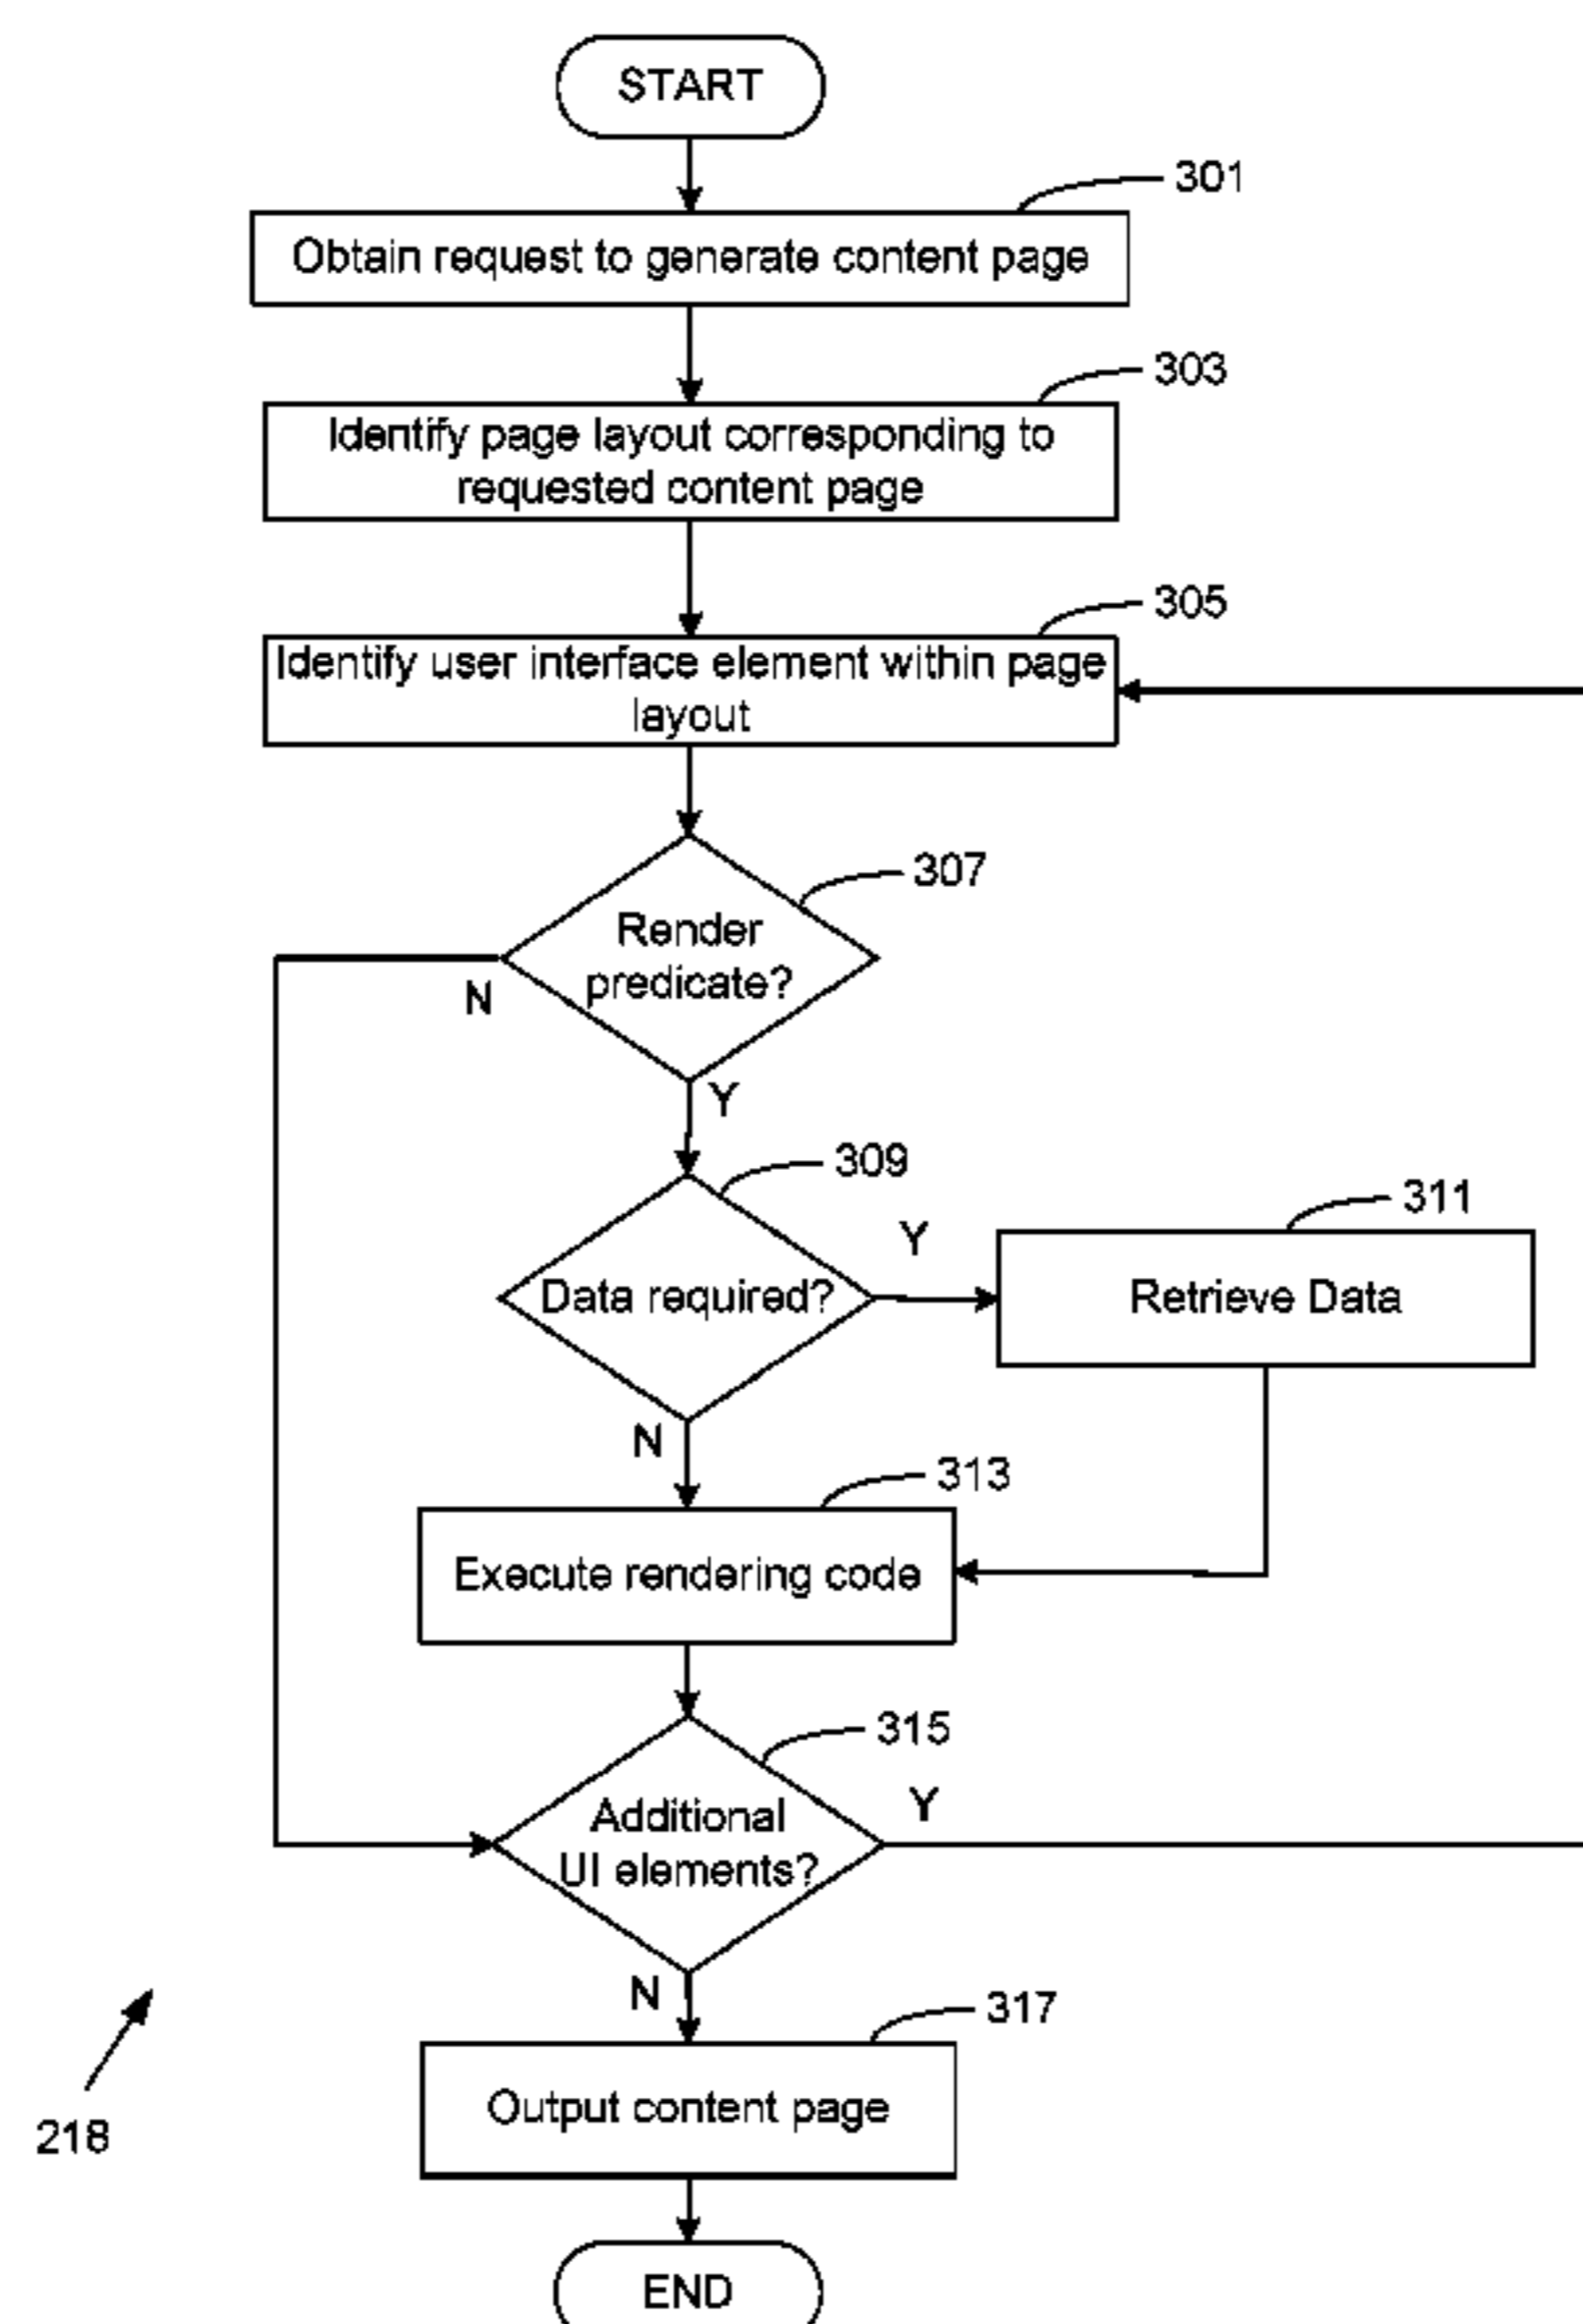 START
301
Obtain request to generate content page
303
Identify page layout corresponding to
requested content page
305
Identify user interface element within page
layout
307
Render
predicate?
N
Y
309
Data required?
Y
311
Retrieve Data
N
313
Execute rendering code
315
Additional
UI elements?
Y
N
317
Output content page
218
END